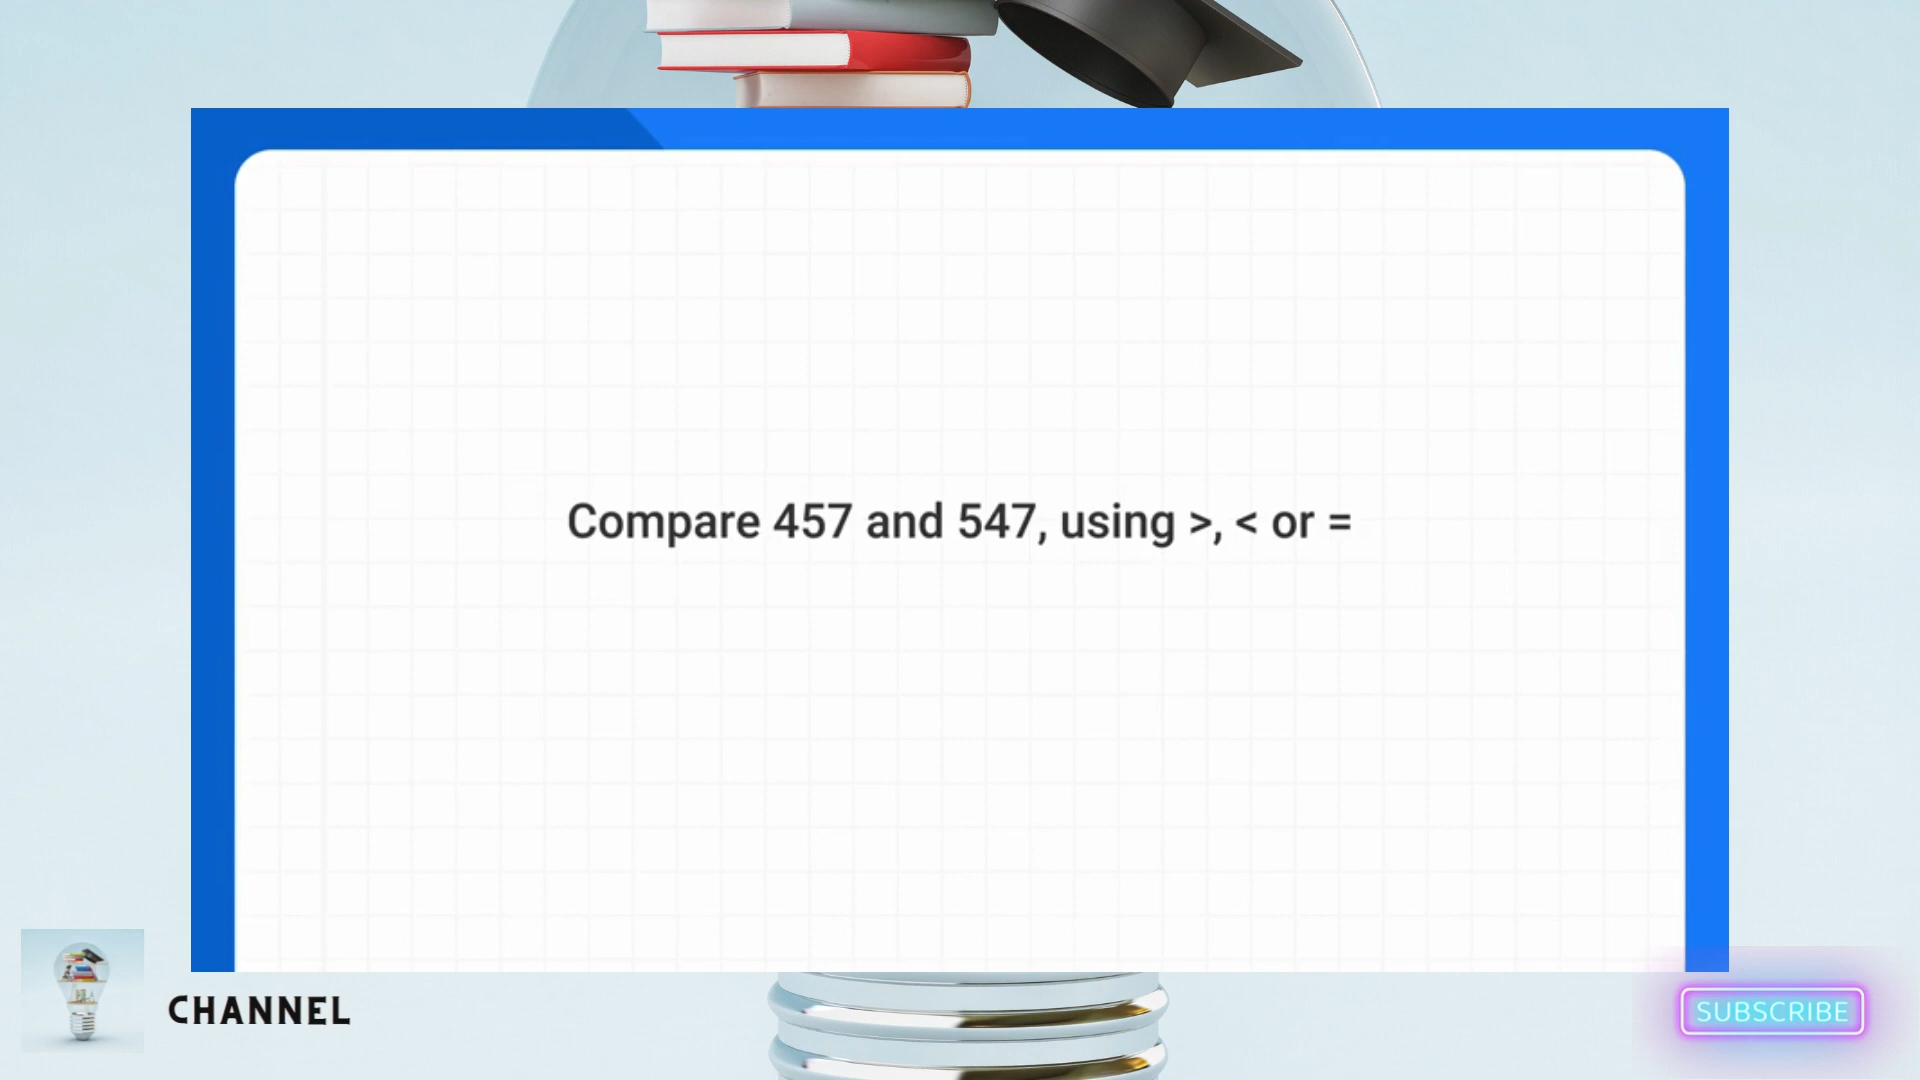 Compare 457 and 547, using >, < or =
CHANNEL
SUBSCRIBE